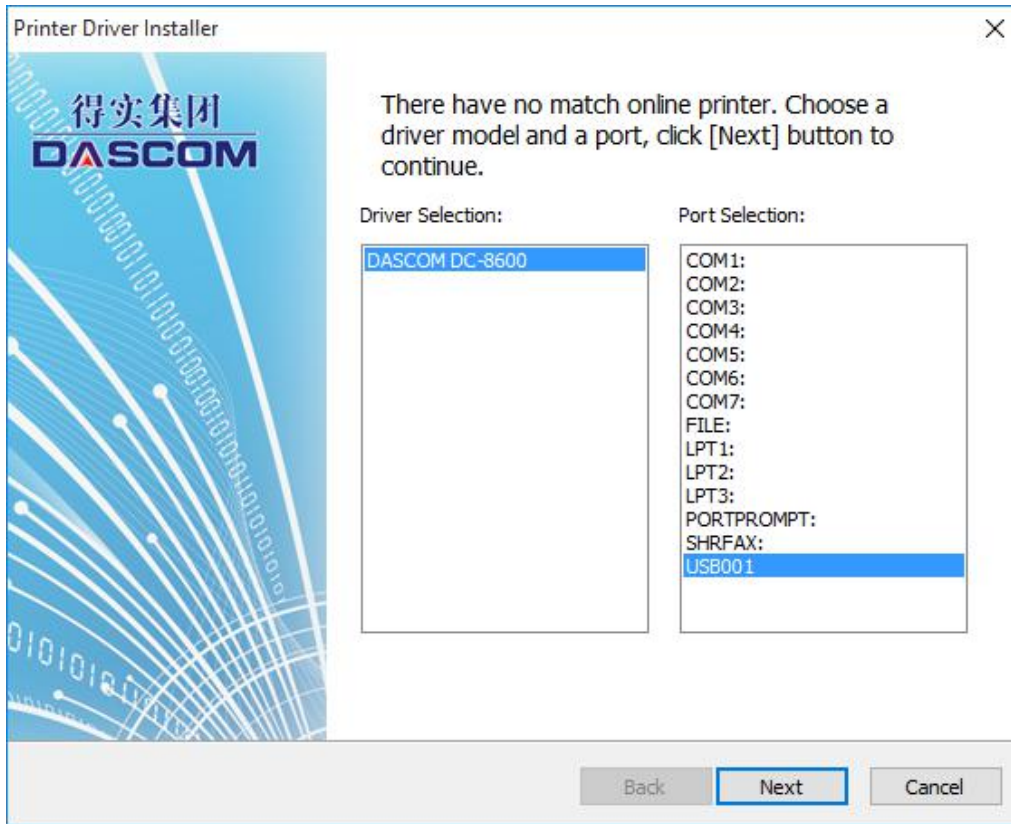 Printer Driver Installer
得实集团
DASCOM
There have no match online printer. Choose a
driver model and a port, click [Next] button to
continue.
Driver Selection:
DASCOM DC-8600
Port Selection:
COM1:
COM2:
COM3:
COM4:
COM5:
COM6:
COM7:
FILE:
LPT1:
LPT2:
LPT3:
PORTPROMPT:
SHRFAX:
USB001
Back
Next
Cancel